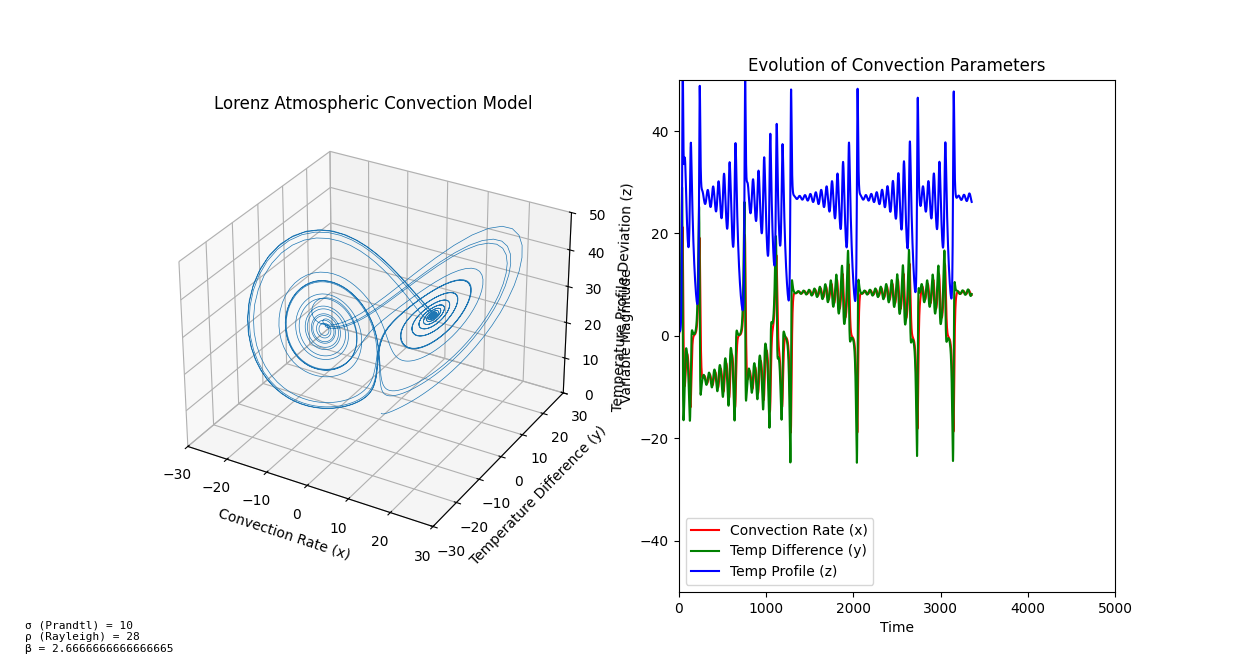 Lorenz Atmospheric Convection Model
50
40
30
20
10
0
Temperature Profile Deviation (z)
30
20
10
0
−10
−20
−30
Temperature Difference (y)
−30
−20
−10
0
10
20
30
Convection Rate (x)
σ (Prandtl) = 10
ρ (Rayleigh) = 28
β = 2.6666666666666665
Evolution of Convection Parameters
Variable Magnitude
40
20
0
−20
−40
Convection Rate (x)
Temp Difference (y)
Temp Profile (z)
0 1000 2000 3000 4000 5000
Time